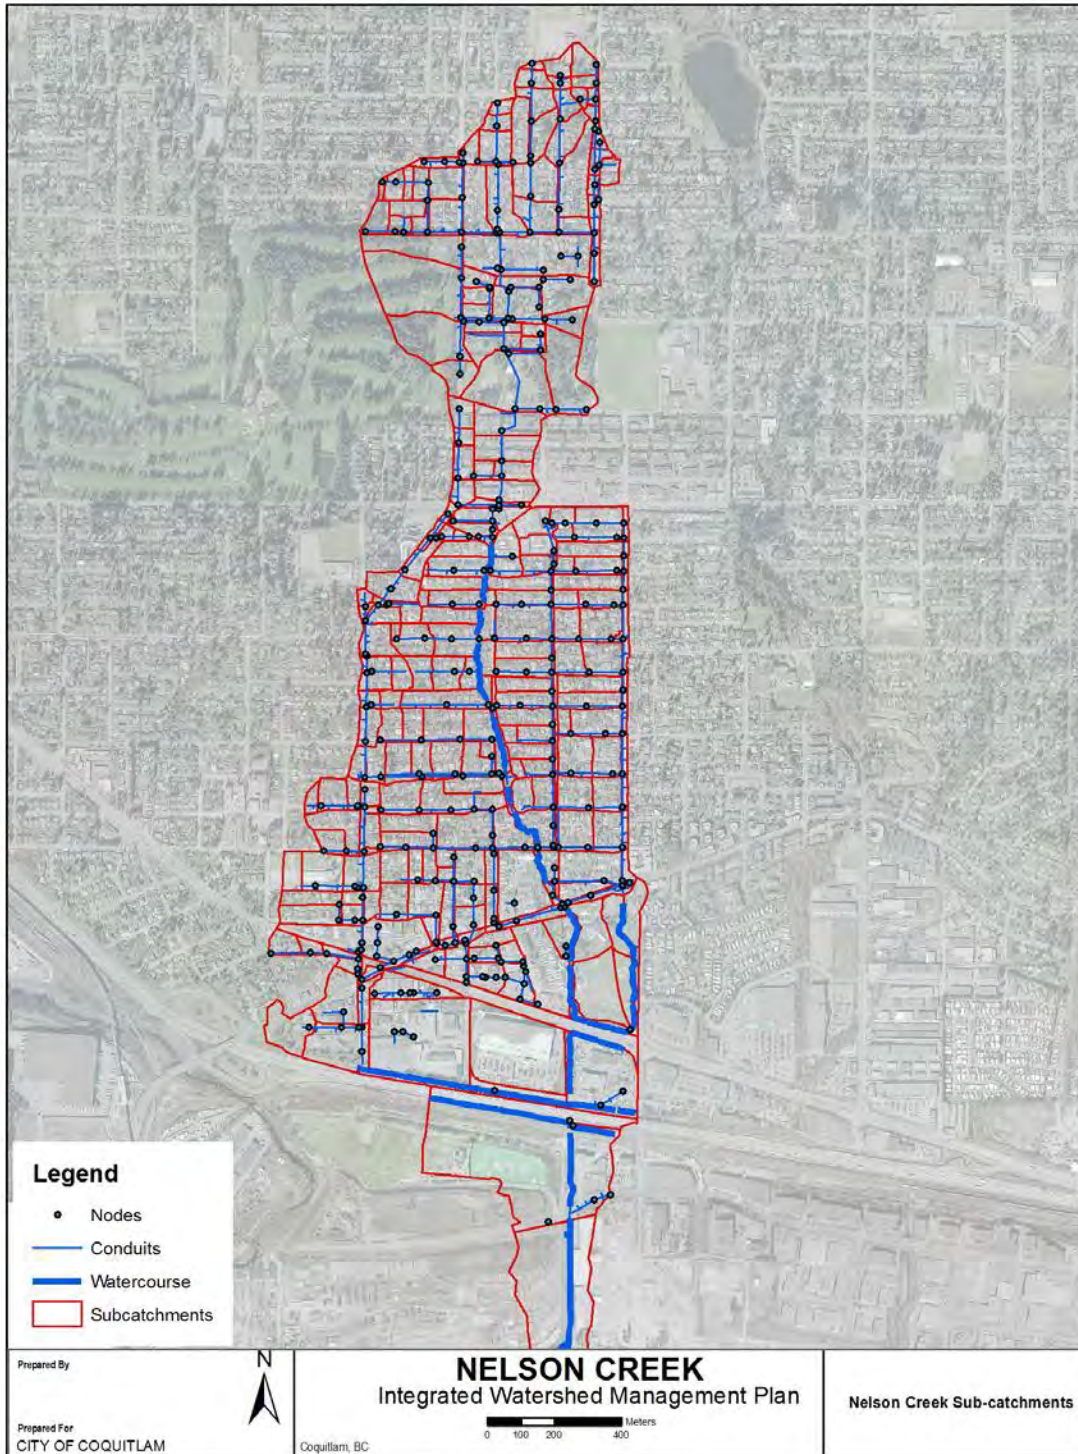 Legend
Nodes
Conduits
Watercourse
Subcatchments
Prepared By
Prepared For
CITY OF COQUITLAM
N
NELSON CREEK
Integrated Watershed Management Plan
Meters
0 100 200 400
Coquitlam, BC
Nelson Creek Sub-catchments